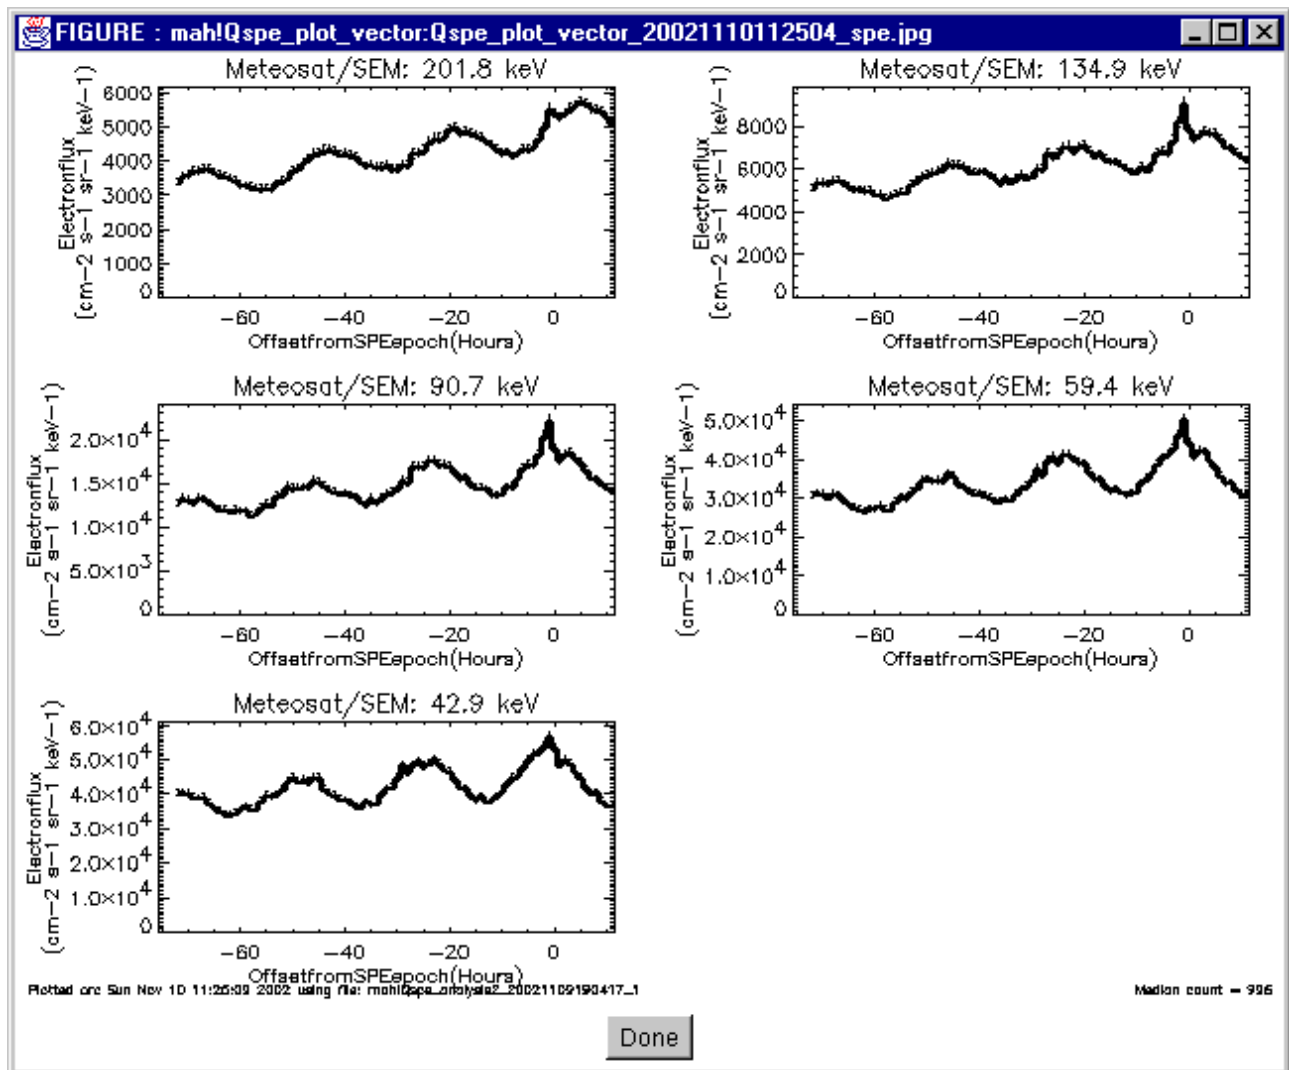 FIGURE : mah!Qspe_plot_vector:Qspe_plot_vector_20021110112504_spe.jpg
Meteosat/SEM: 201.8 keV
Electronflux
(cm-2 s-1 sr-1 keV-1)
6000
5000
4000
3000
2000
1000
0
-60 -40 -20 0
OffsetfromSPEepoch(Hours)
Meteosat/SEM: 134.9 keV
Electronflux
(cm-2 s-1 sr-1 keV-1)
8000
6000
4000
2000
0
-60 -40 -20 0
OffsetfromSPEepoch(Hours)
Meteosat/SEM: 90.7 keV
Electronflux
(cm-2 s-1 sr-1 keV-1)
2.0×10^4
1.5×10^4
1.0×10^4
5.0×10^3
0
-60 -40 -20 0
OffsetfromSPEepoch(Hours)
Meteosat/SEM: 59.4 keV
Electronflux
(cm-2 s-1 sr-1 keV-1)
5.0×10^4
4.0×10^4
3.0×10^4
2.0×10^4
1.0×10^4
0
-60 -40 -20 0
OffsetfromSPEepoch(Hours)
Meteosat/SEM: 42.9 keV
Electronflux
(cm-2 s-1 sr-1 keV-1)
6.0×10^4
5.0×10^4
4.0×10^4
3.0×10^4
2.0×10^4
1.0×10^4
0
-60 -40 -20 0
OffsetfromSPEepoch(Hours)
Plotted on: Sun Nov 10 11:25:09 2002 using file:
Median count = 996
Done